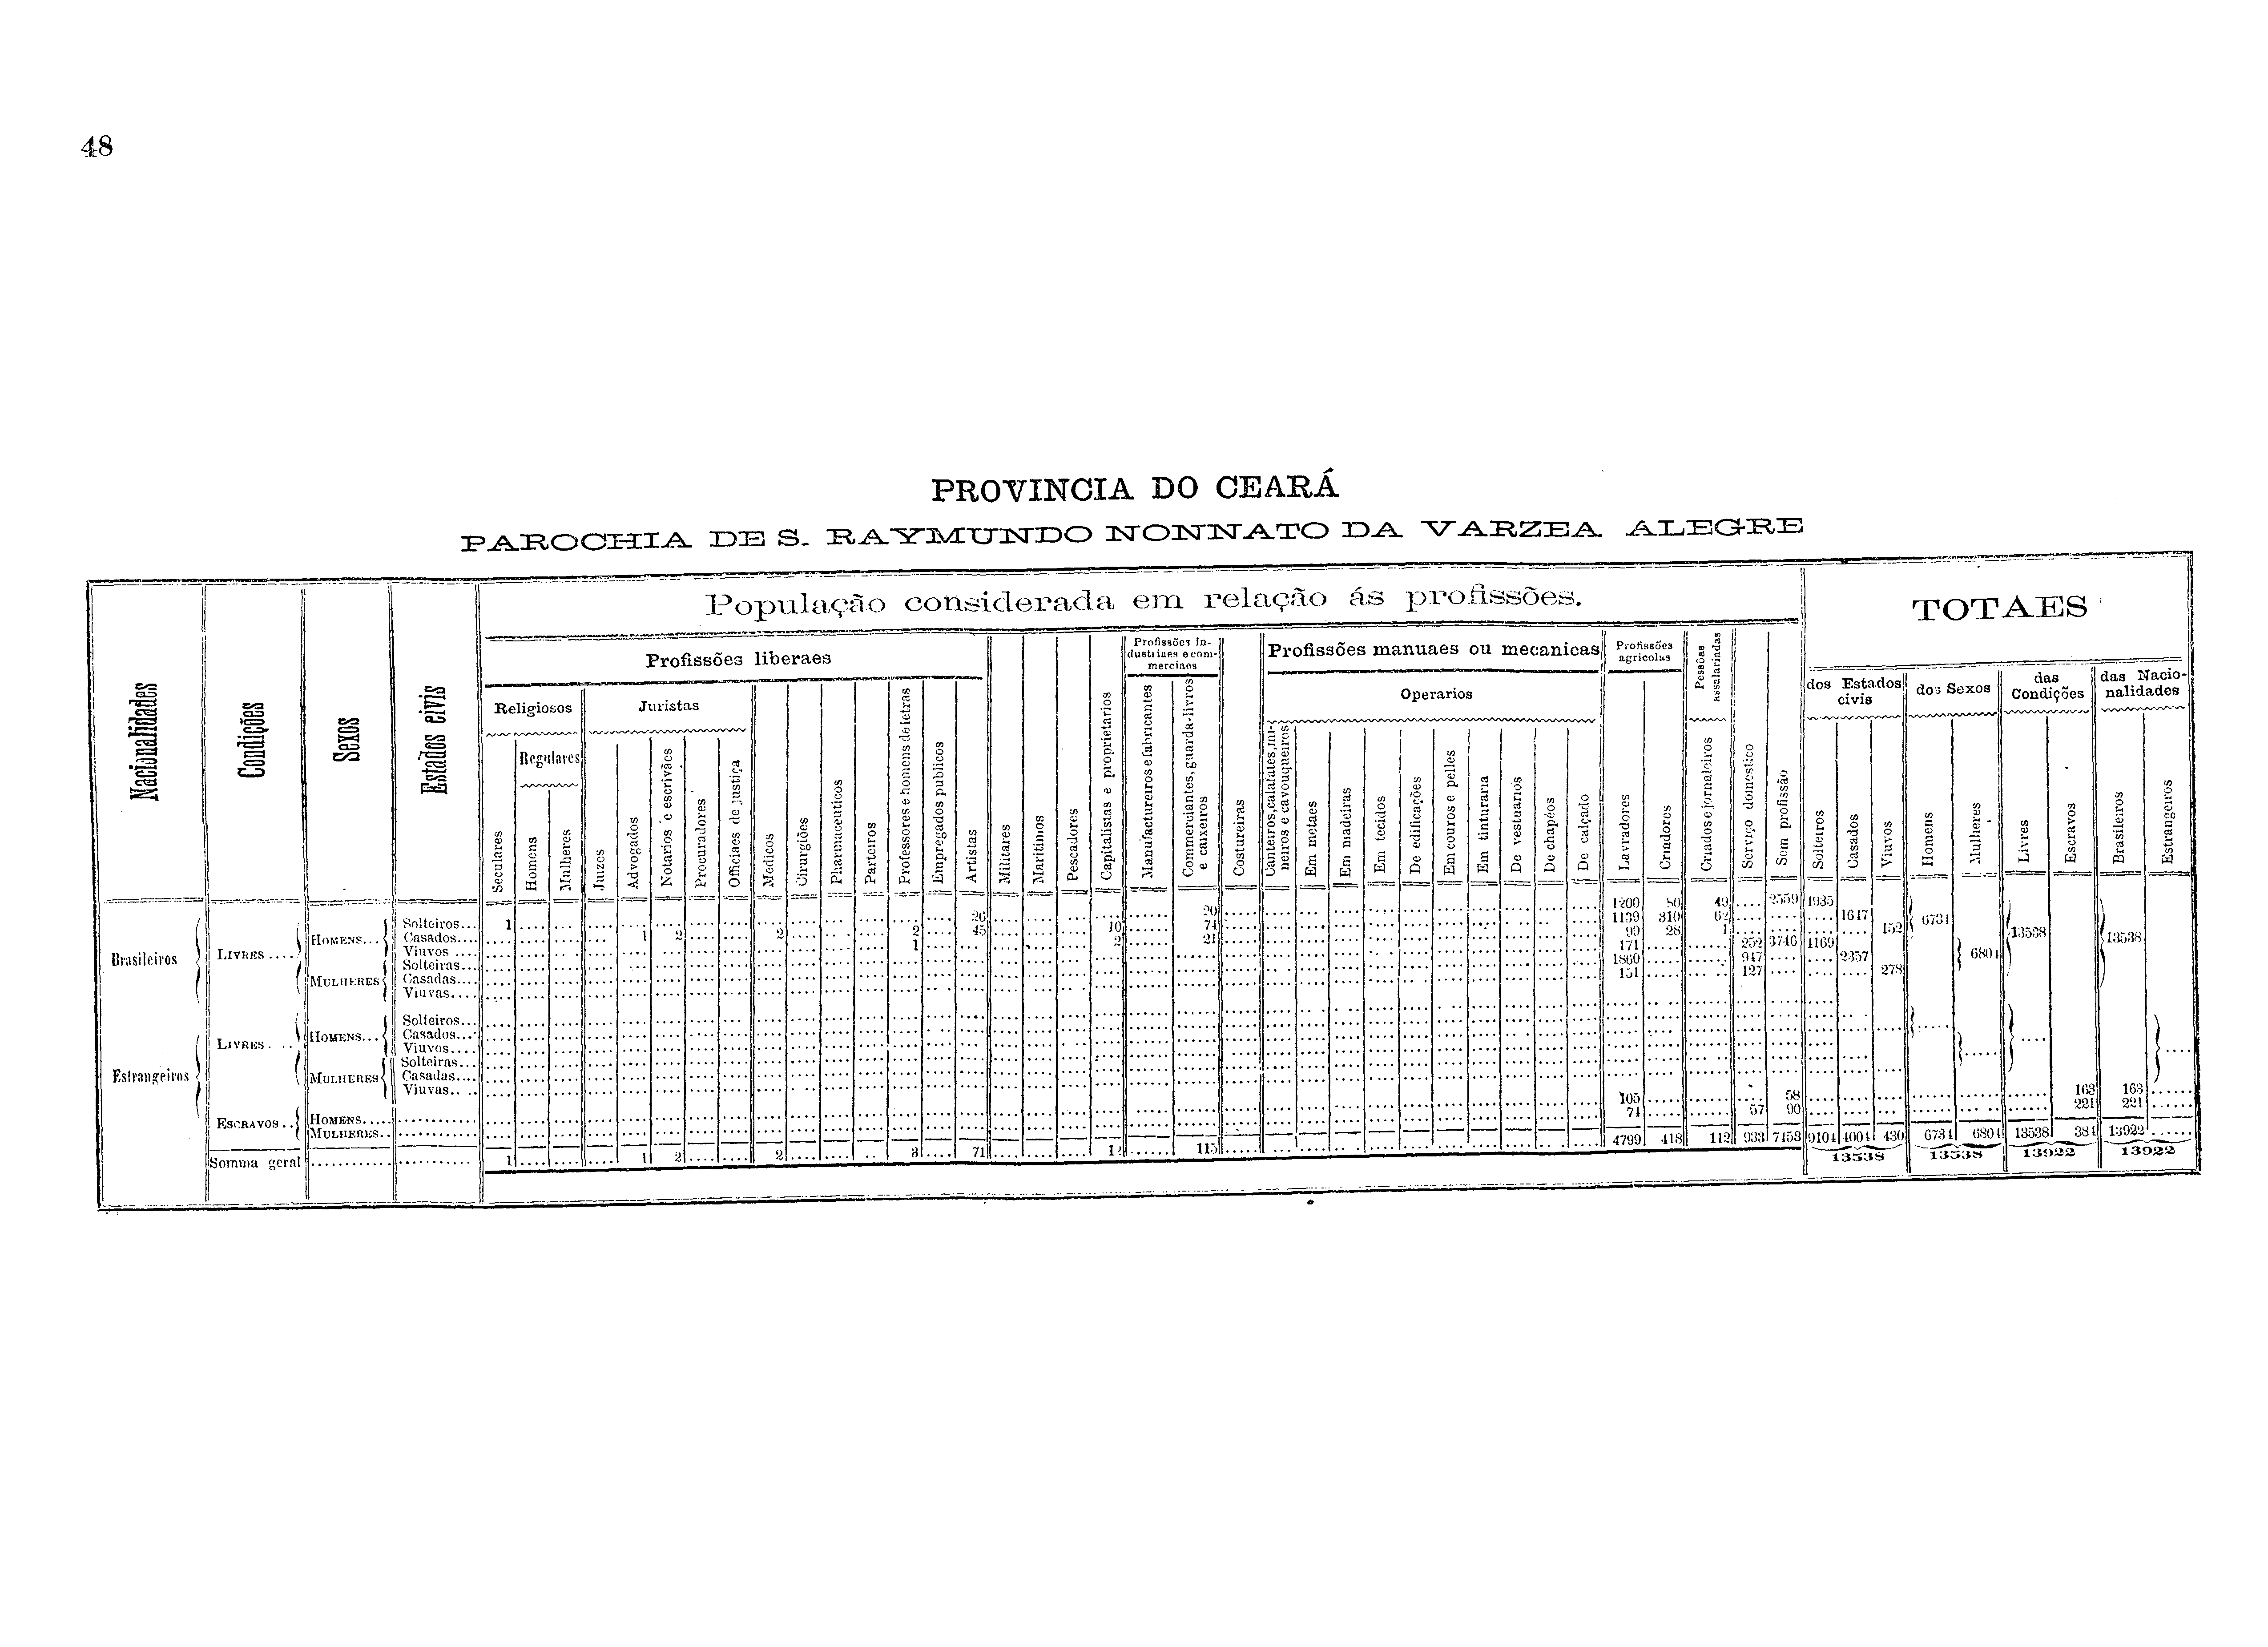 48
PROVINCIA DO CEARÁ
PAROCHIA DE S. RAYMUNDO NONNATO DA VARZEA ALEGRE
Nacionalidades
Condições
Sexos
Estados civis
População considerada em relação ás profissões.
TOTAES
Profissões liberaes
Religiosos
Seculares
Regulares
Homens
Mulheres
Juristas
Juizes
Advogados
Notarios e escrivães
Procuradores
Officiaes de justiça
Medicos
Cirurgiões
Pharmaceuticos
Parteiros
Professores e homens de letras
Empregados publicos
Artistas
Militares
Maritimos
Pescadores
Capitalistas e proprietarios
Profissões industriaes e commerciaes
Manufactureiros e fabricantes
Commerciantes, guarda-livros e caixeiros
Costureiras
Profissões manuaes ou mecanicas
Operarios
Canteiros, calafates, mineiros e cavouqueiros
Em metaes
Em madeiras
Em tecidos
De edificações
Em couros e pelles
Em tinturaria
De vestuarios
De chapéos
De calçado
Profissões agricolas
Lavradores
Criadores
Pessôas assalariadas
Criados e jornaleiros
Serviço domestico
Sem profissão
dos Estados civis
Solteiros
Casados
Viuvos
dos Sexos
Homens
Mulheres
das Condições
Livres
Escravos
das Nacionalidades
Brasileiros
Estrangeiros
Brasileiros
LIVRES....
HOMENS...
Solteiros... 1 26 20 1200 80 49 2559 1935
Casados.... 1 2 2 2 45 10 74 1139 310 62 1647
Viuvos .... 1 2 21 99 28 1 152 6731
MULHERES
Solteiras... 171 252 3746 4169
Casadas.... 1860 947 2357
Viuvas.... 151 127 278 6801
13538 13538
Estrangeiros
LIVRES....
HOMENS...
Solteiros...
Casados...
Viuvos....
MULHERES
Solteiras...
Casadas....
Viuvas....
ESCRAVOS..
HOMENS..... 105 58 163 163
MULHERES.. 74 57 90 221 221
Somma geral 1 1 2 2 3 71 12 115 4799 418 112 933 7458 9104 4004 430 6734 6804 13538 384 13922
13538 13538 13922 13922